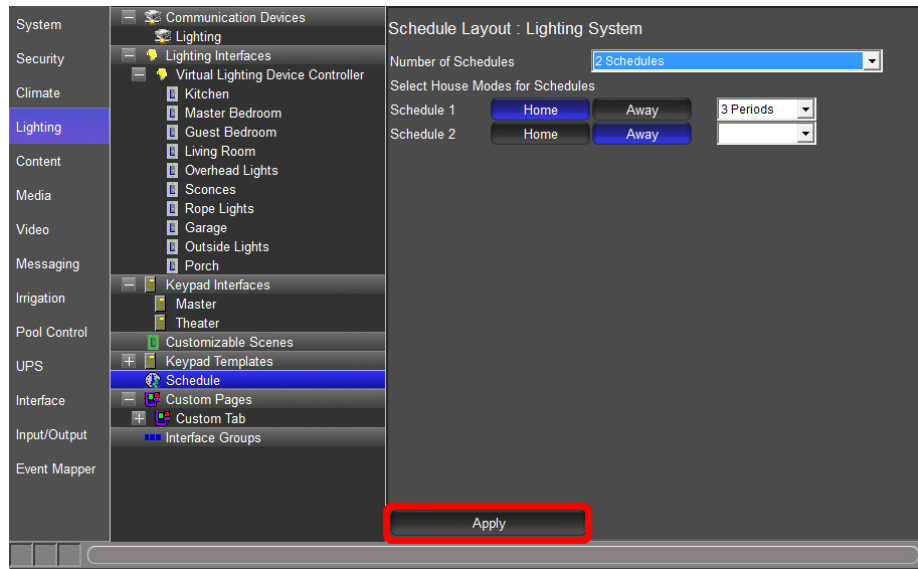 System
Security
Climate
Lighting
Content
Media
Video
Messaging
Irrigation
Pool Control
UPS
Interface
Input/Output
Event Mapper
Communication Devices
Lighting
Lighting Interfaces
Virtual Lighting Device Controller
Kitchen
Master Bedroom
Guest Bedroom
Living Room
Overhead Lights
Sconces
Rope Lights
Garage
Outside Lights
Porch
Keypad Interfaces
Master
Theater
Customizable Scenes
Keypad Templates
Schedule
Custom Pages
Custom Tab
Interface Groups
Schedule Layout : Lighting System
Number of Schedules 2 Schedules
Select House Modes for Schedules
Schedule 1 Home Away 3 Periods
Schedule 2 Home Away
Apply